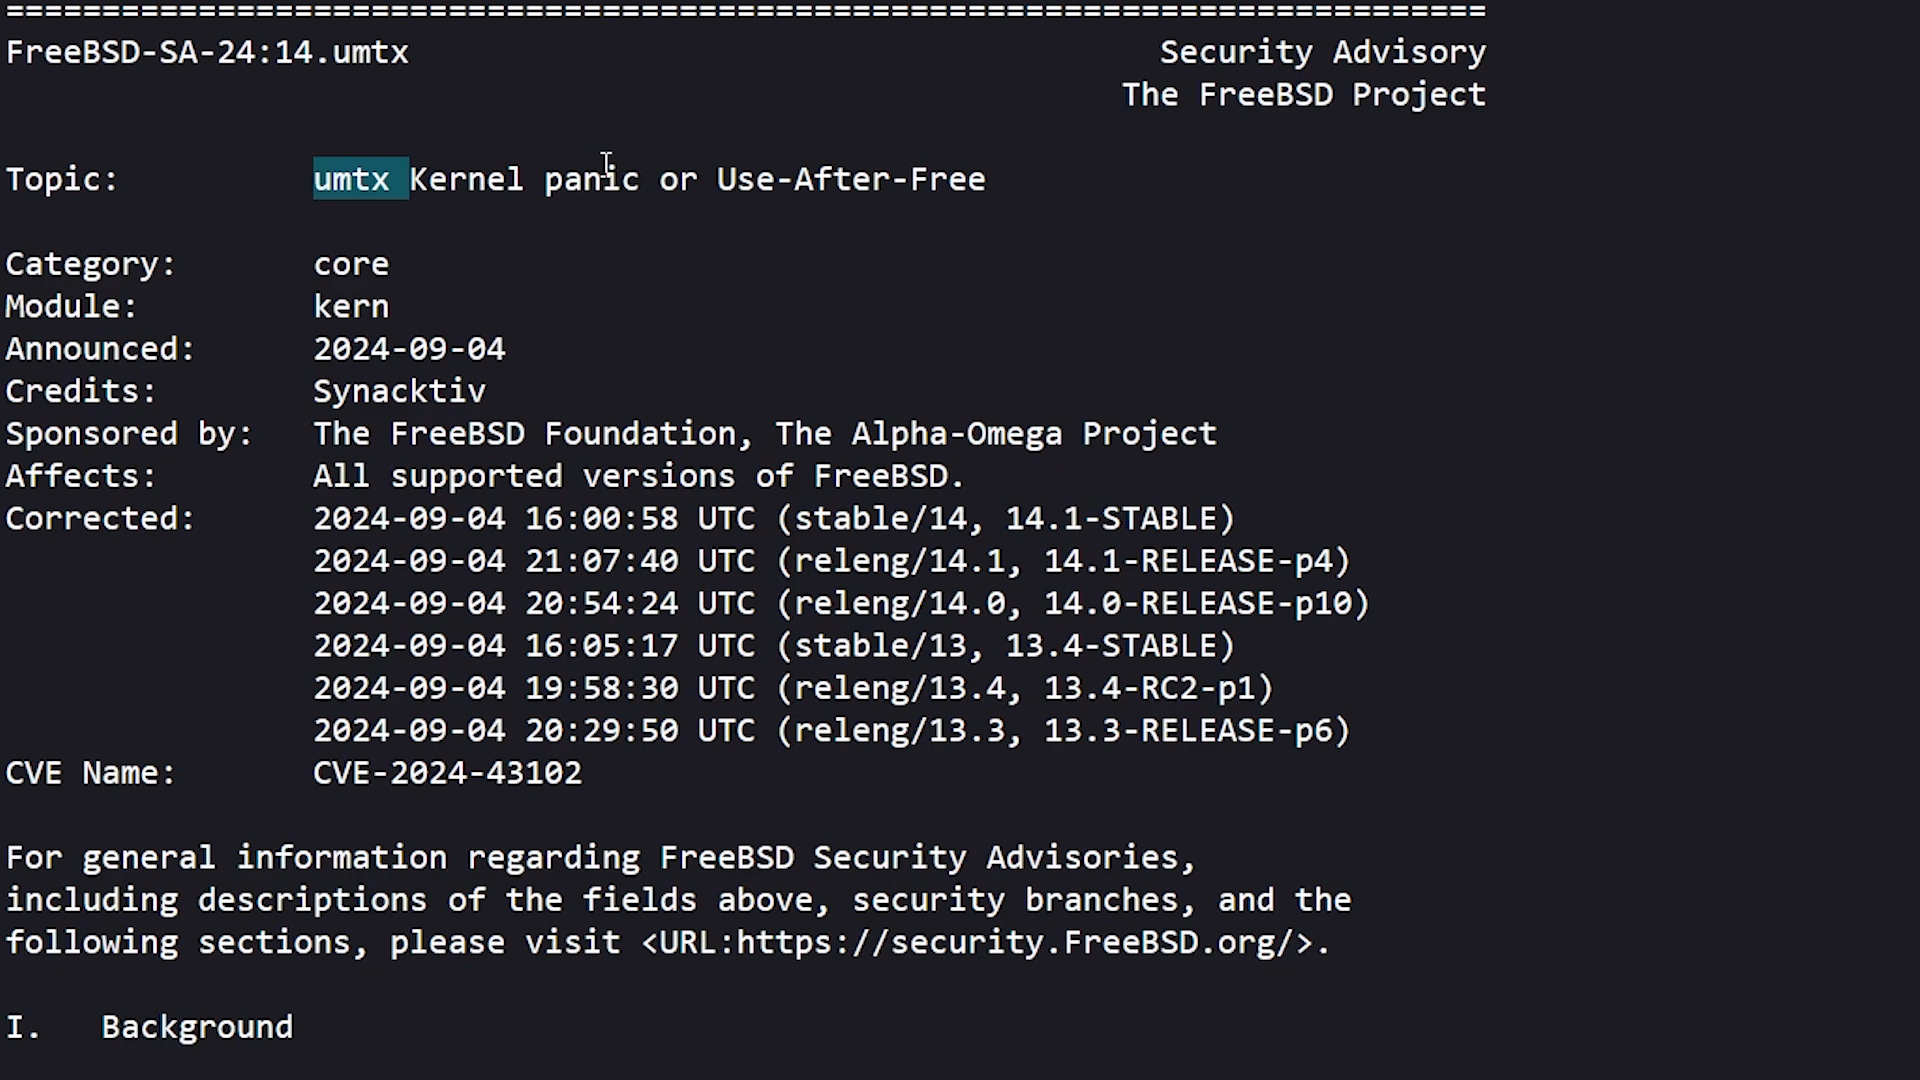 =============================================================================
FreeBSD-SA-24:14.umtx                                       Security Advisory
                                                          The FreeBSD Project
Topic:          umtx Kernel panic or Use-After-Free
Category:       core
Module:         kern
Announced:      2024-09-04
Credits:        Synacktiv
Sponsored by:   The FreeBSD Foundation, The Alpha-Omega Project
Affects:        All supported versions of FreeBSD.
Corrected:      2024-09-04 16:00:58 UTC (stable/14, 14.1-STABLE)
                2024-09-04 21:07:40 UTC (releng/14.1, 14.1-RELEASE-p4)
                2024-09-04 20:54:24 UTC (releng/14.0, 14.0-RELEASE-p10)
                2024-09-04 16:05:17 UTC (stable/13, 13.4-STABLE)
                2024-09-04 19:58:30 UTC (releng/13.4, 13.4-RC2-p1)
                2024-09-04 20:29:50 UTC (releng/13.3, 13.3-RELEASE-p6)
CVE Name:       CVE-2024-43102
For general information regarding FreeBSD Security Advisories,
including descriptions of the fields above, security branches, and the
following sections, please visit <URL:https://security.FreeBSD.org/>.
I.   Background